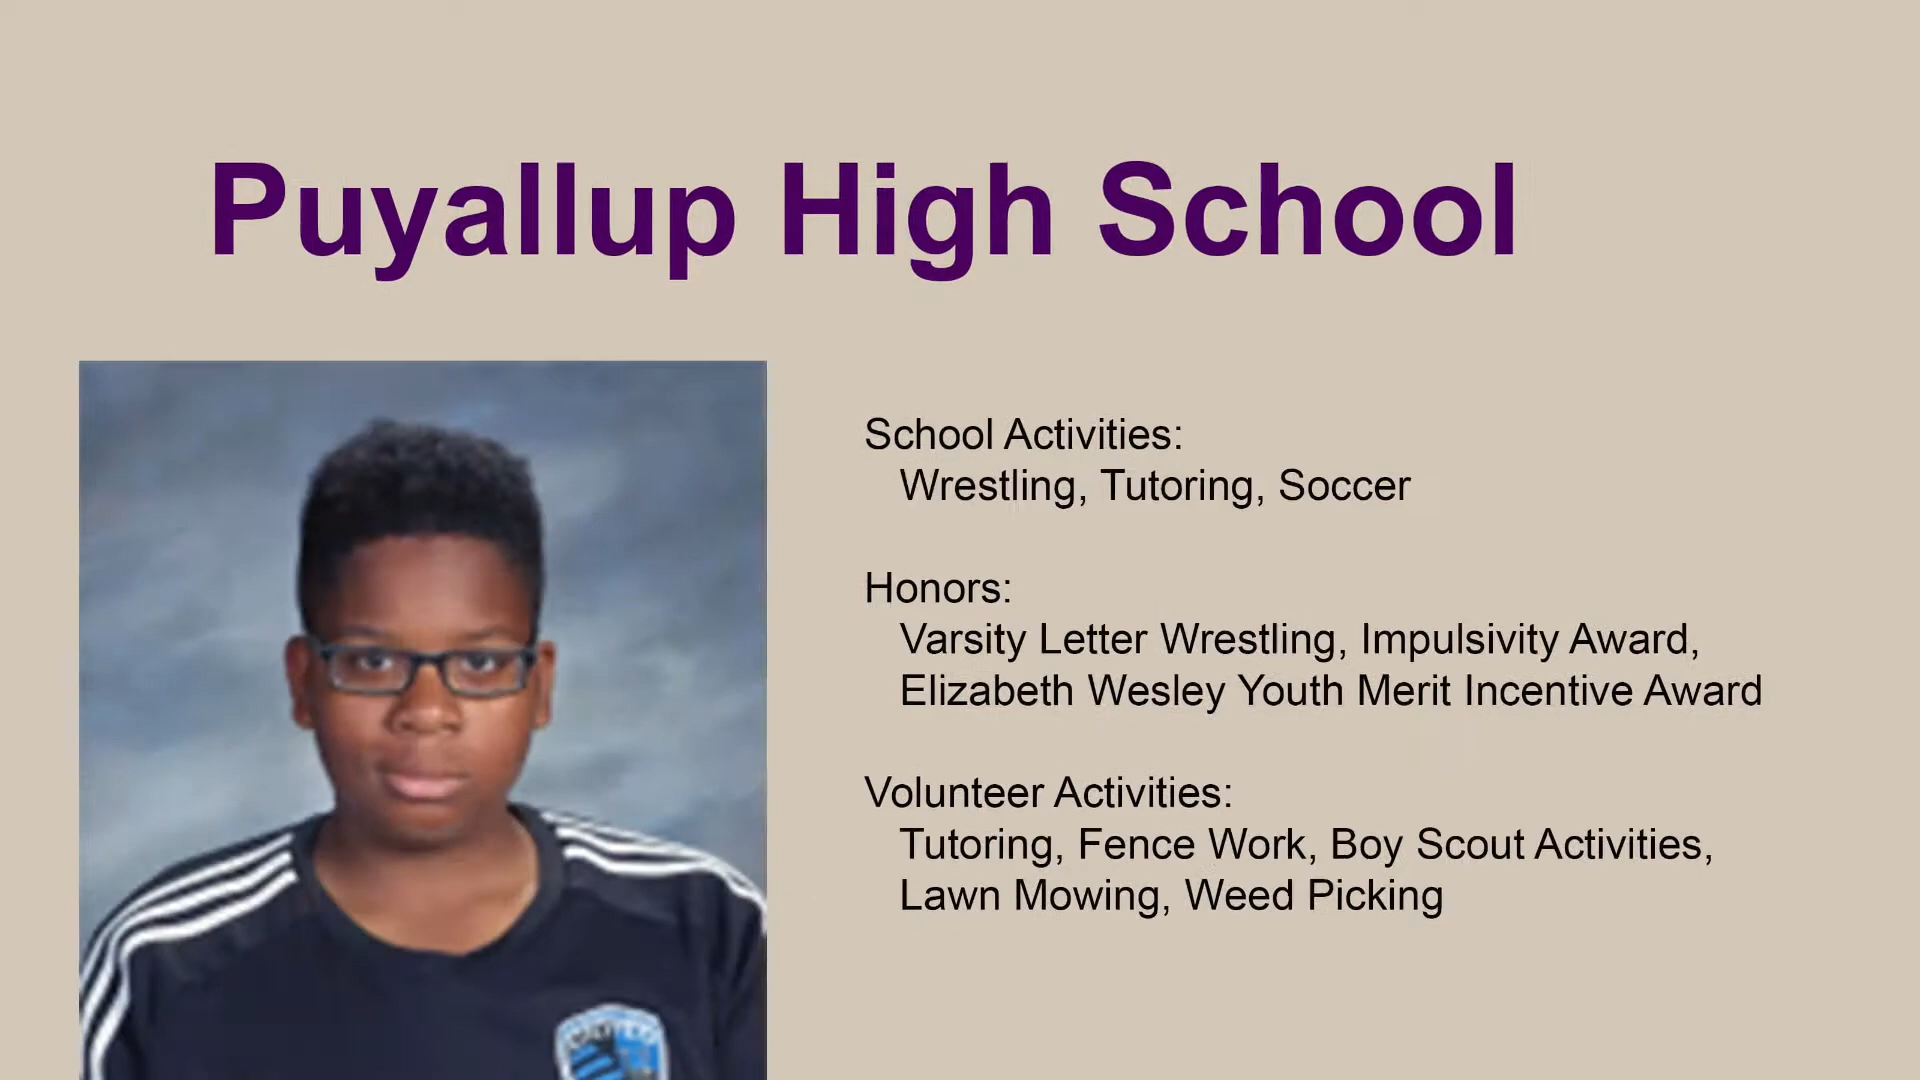 Puyallup High School
School Activities:
Wrestling, Tutoring, Soccer
Honors:
Varsity Letter Wrestling, Impulsivity Award,
Elizabeth Wesley Youth Merit Incentive Award
Volunteer Activities:
Tutoring, Fence Work, Boy Scout Activities,
Lawn Mowing, Weed Picking